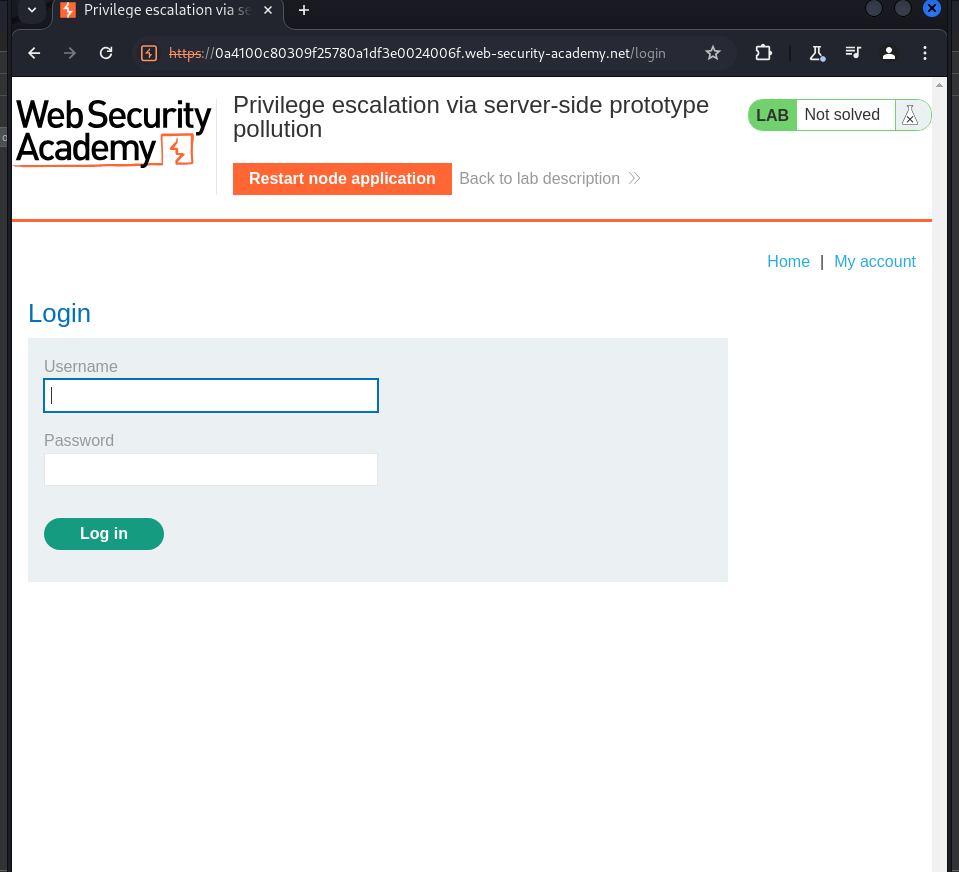 Privilege escalation via se
https://0a4100c80309f25780a1df3e0024006f.web-security-academy.net/login
Web Security
Academy
Privilege escalation via server-side prototype
pollution
LAB Not solved
Restart node application Back to lab description
Home | My account
Login
Username
Password
Log in